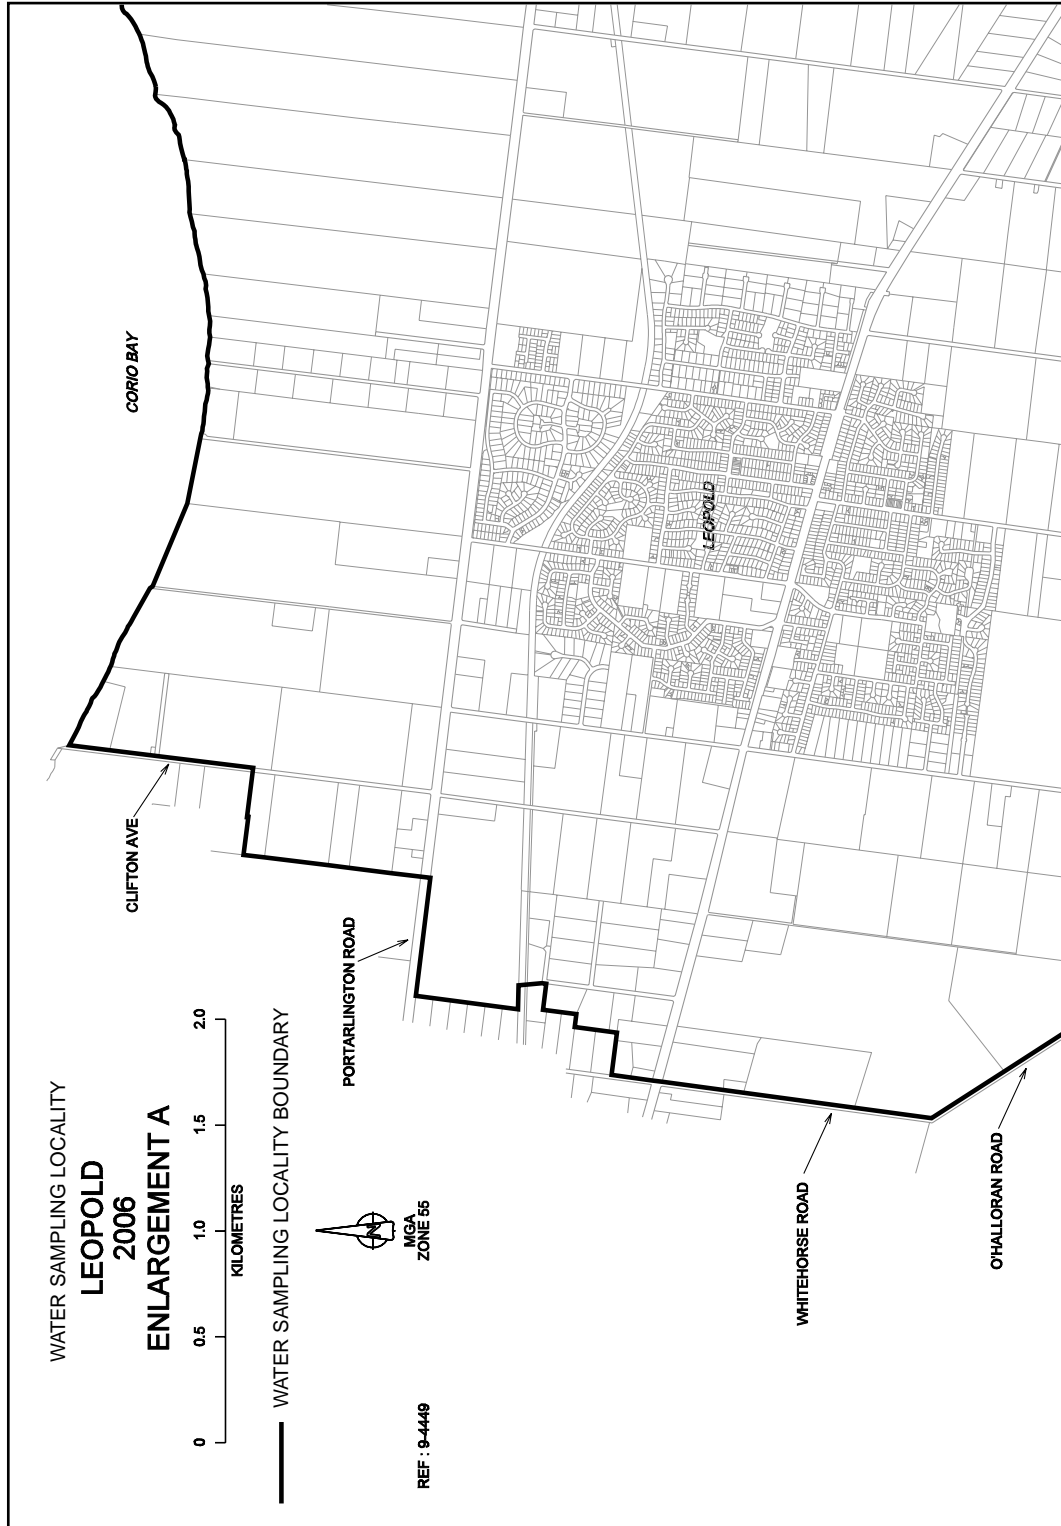 WATER SAMPLING LOCALITY
LEOPOLD
2006
ENLARGEMENT A
0 0.5 1.0 1.5 2.0
KILOMETRES
WATER SAMPLING LOCALITY BOUNDARY
N
MGA
ZONE 55
REF : 9-4449
CORIO BAY
CLIFTON AVE
PORTARLINGTON ROAD
LEOPOLD
WHITEHORSE ROAD
O'HALLORAN ROAD